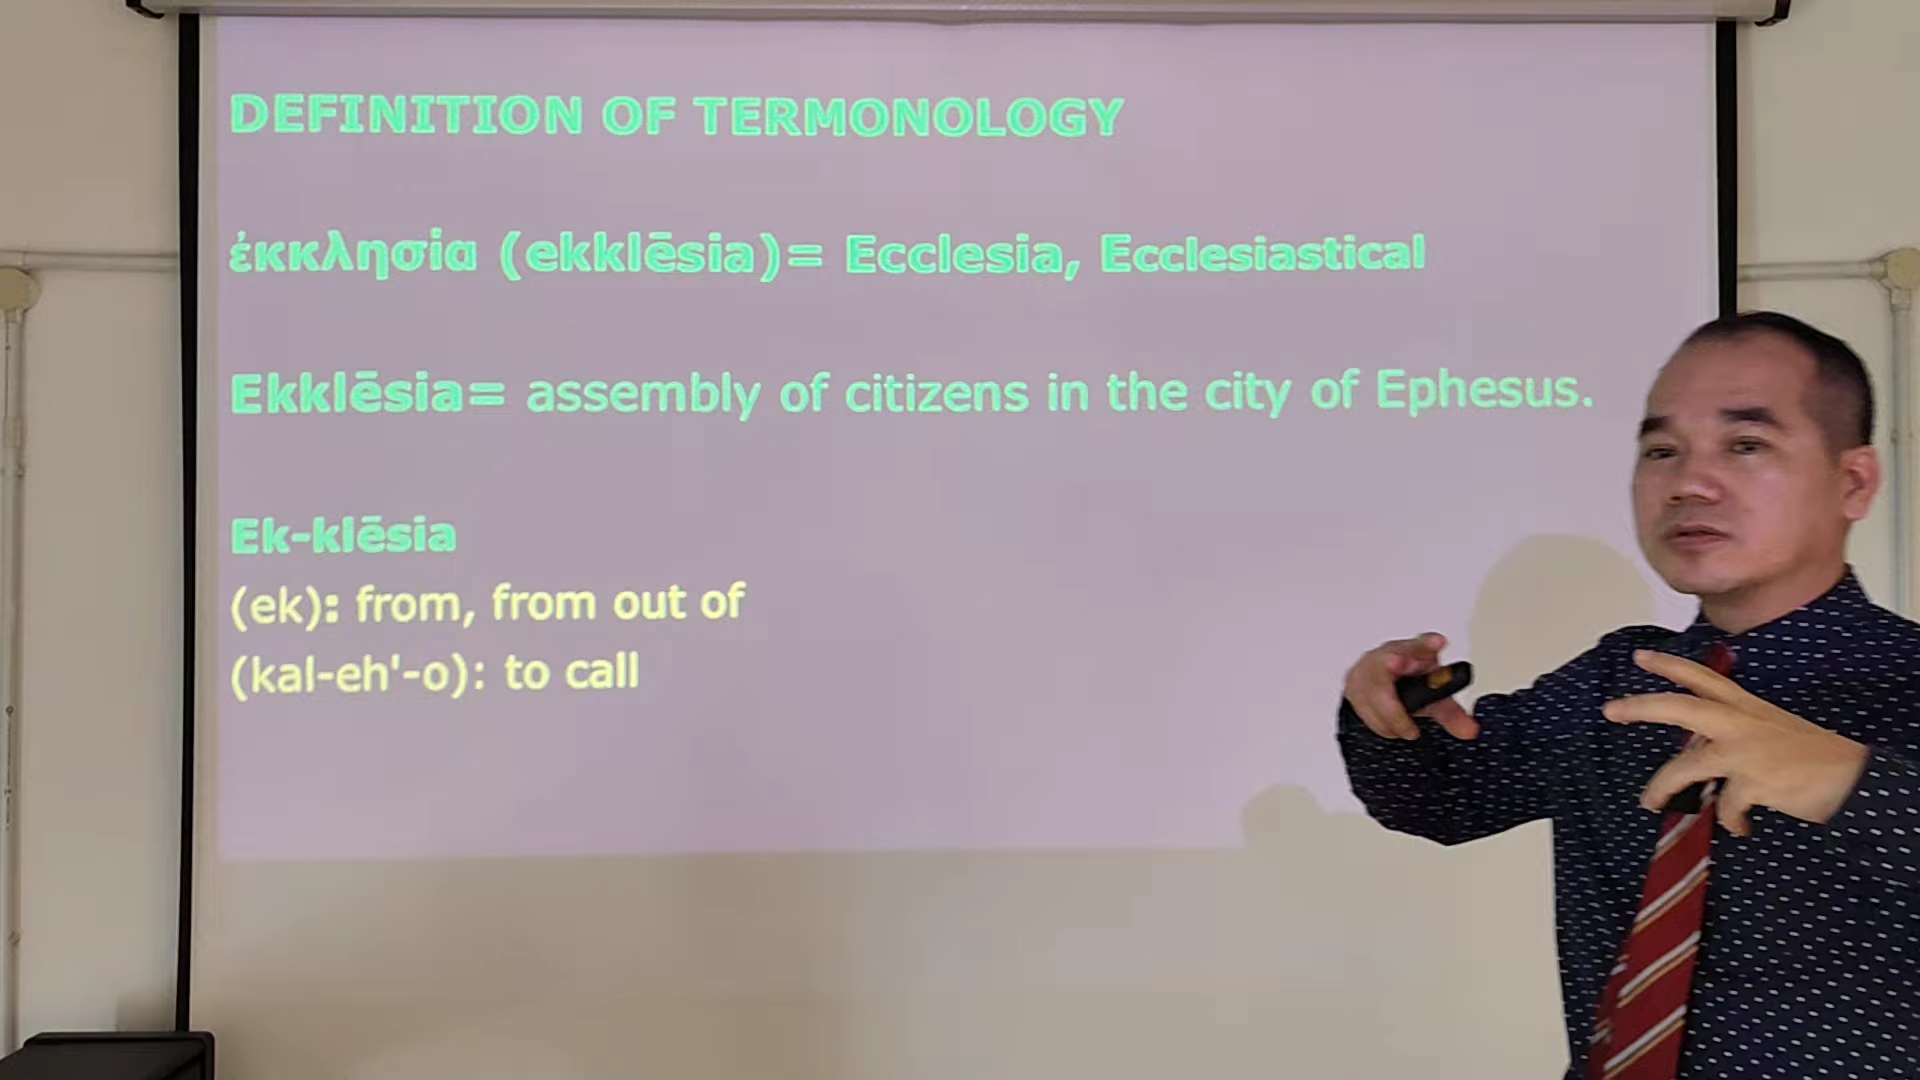 DEFINITION OF TERMONOLOGY
ἐκκλησία (ekklēsia)= Ecclesia, Ecclesiastical
Ekklēsia= assembly of citizens in the city of Ephesus.
Ek-klēsia
(ek): from, from out of
(kal-eh'-o): to call